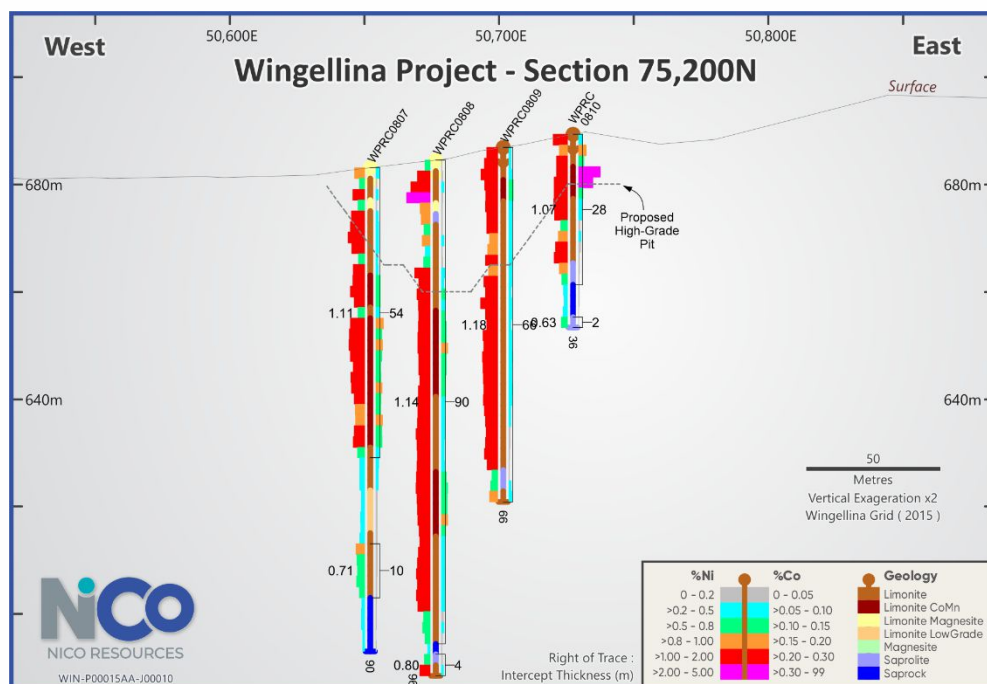 West
50,600E
50,700E
50,800E
East
Wingellina Project - Section 75,200N
Surface
WPRC0807
WPRC0808
WPRC0809
WPRC
0810
680m
680m
1.07
28
Proposed
High-Grade
Pit
1.11
54
1.18
66
0.63
2
36
640m
1.14
90
640m
50
Metres
Vertical Exageration x2
Wingellina Grid ( 2015 )
66
0.71
10
90
0.80
4
96
NiCo
NICO RESOURCES
WIN-P00015AA-J00010
Right of Trace :
Intercept Thickness (m)
%Ni %Co Geology
0 - 0.2 0 - 0.05 Limonite
>0.2 - 0.5 >0.05 - 0.10 Limonite CoMn
>0.5 - 0.8 >0.10 - 0.15 Limonite Magnesite
>0.8 - 1.00 >0.15 - 0.20 Limonite LowGrade
>1.00 - 2.00 >0.20 - 0.30 Magnesite
>2.00 - 5.00 >0.30 - 99 Saprolite
Saprock